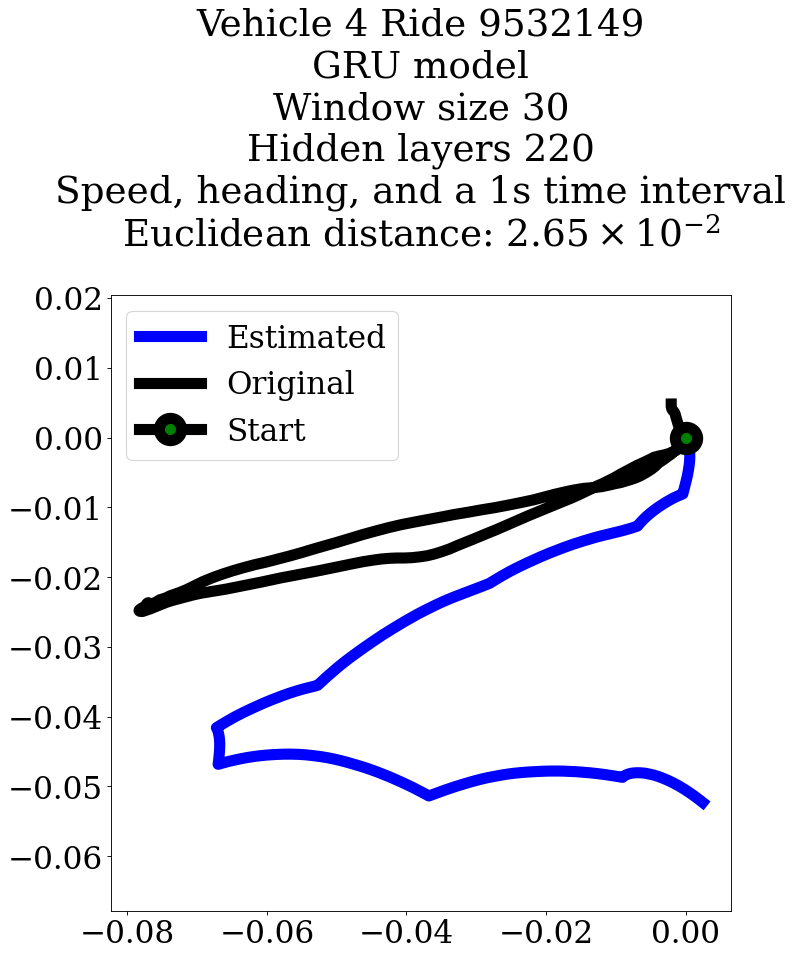 Vehicle 4 Ride 9532149
GRU model
Window size 30
Hidden layers 220
Speed, heading, and a 1s time interval
Euclidean distance: 2.65 × 10⁻²
0.02
0.01
0.00
−0.01
−0.02
−0.03
−0.04
−0.05
−0.06
Estimated
Original
Start
−0.08 −0.06 −0.04 −0.02 0.00